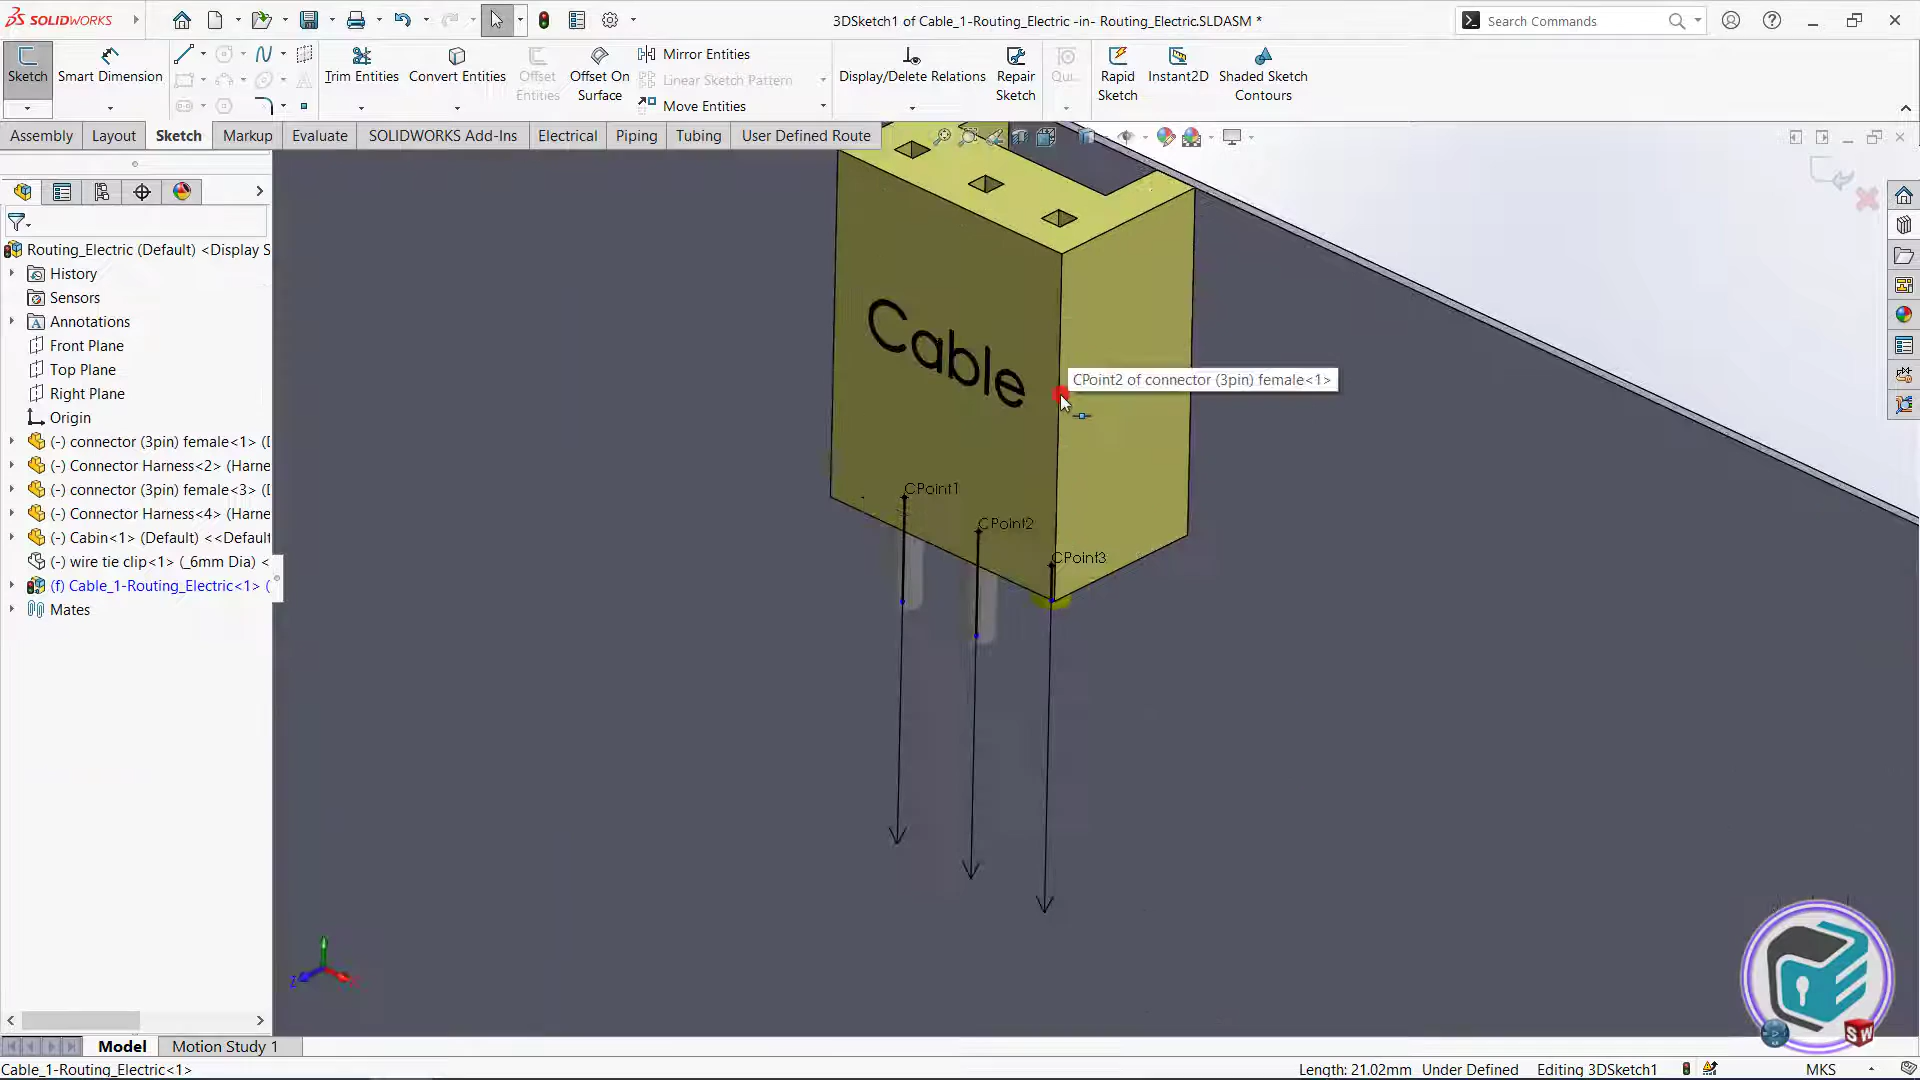 SOLIDWORKS
3DSketch1 of Cable_1-Routing_Electric -in- Routing_Electric.SLDASM *
Search Commands
Sketch
Smart Dimension
Trim Entities
Convert Entities
Offset Entities
Offset On Surface
Mirror Entities
Linear Sketch Pattern
Move Entities
Display/Delete Relations
Repair Sketch
Qui...
Rapid Sketch
Instant2D
Shaded Sketch Contours
Assembly
Layout
Sketch
Markup
Evaluate
SOLIDWORKS Add-Ins
Electrical
Piping
Tubing
User Defined Route
Routing_Electric (Default) <Display S
History
Sensors
Annotations
Front Plane
Top Plane
Right Plane
Origin
(-) connector (3pin) female<1> (
(-) Connector Harness<2> (Harne
(-) connector (3pin) female<3> (
(-) Connector Harness<4> (Harne
(-) Cabin<1> (Default) <<Default
(-) wire tie clip<1> (_6mm Dia) <
(f) Cable_1-Routing_Electric<1> (
Mates
Cable
CPoint2 of connector (3pin) female<1>
CPoint1
CPoint2
CPoint3
Z
X
SW
Model
Motion Study 1
Cable_1-Routing_Electric<1>
Length: 21.02mm
Under Defined
Editing 3DSketch1
MKS